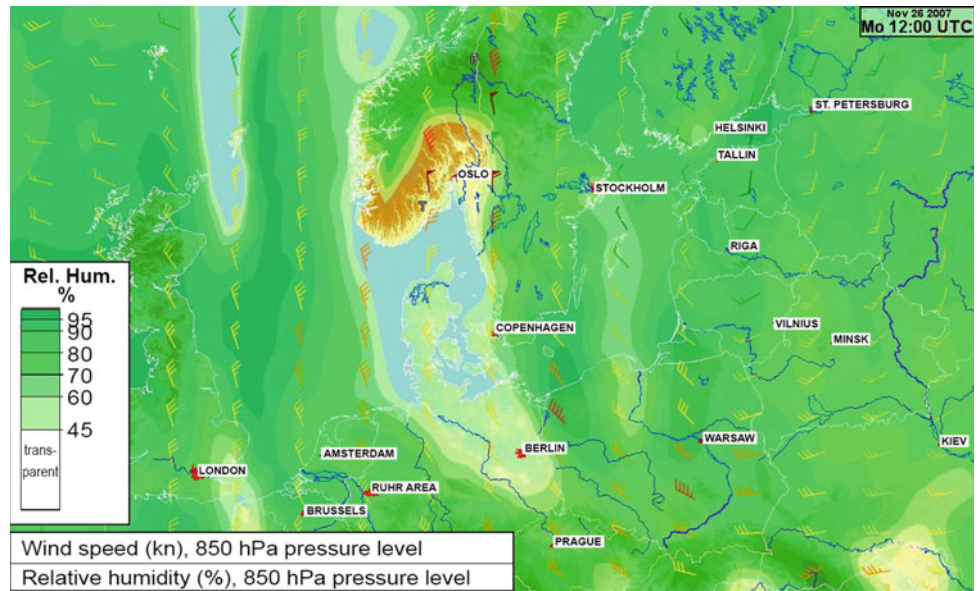 Nov 26 2007
Mo 12:00 UTC
ST. PETERSBURG
HELSINKI
TALLIN
OSLO
STOCKHOLM
T
RIGA
Rel. Hum.
%
95
90
80
70
60
45
trans-
parent
COPENHAGEN
VILNIUS
MINSK
WARSAW
KIEV
BERLIN
AMSTERDAM
LONDON
RUHR AREA
BRUSSELS
PRAGUE
Wind speed (kn), 850 hPa pressure level
Relative humidity (%), 850 hPa pressure level